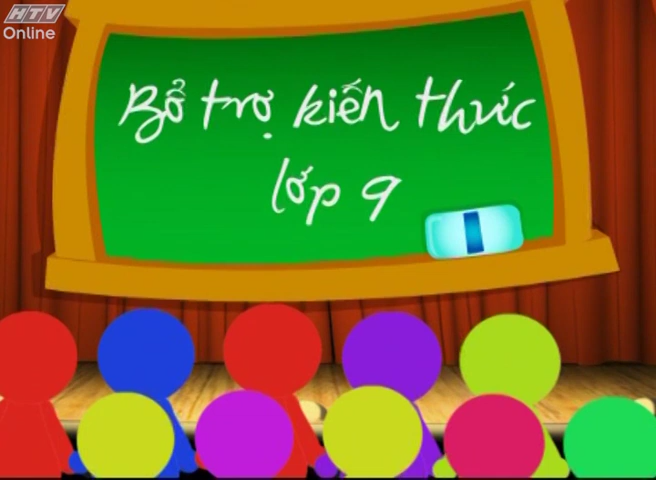 HTV
Online
Bổ trợ kiến thức
lớp 9